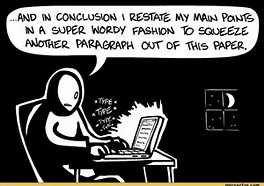 ...AND IN CONCLUSION I RESTATE MY MAIN POINTS
IN A SUPER WORDY FASHION TO SQUEEZE
ANOTHER PARAGRAPH OUT OF THIS PAPER.
*TYPE
TYPE
TYPE